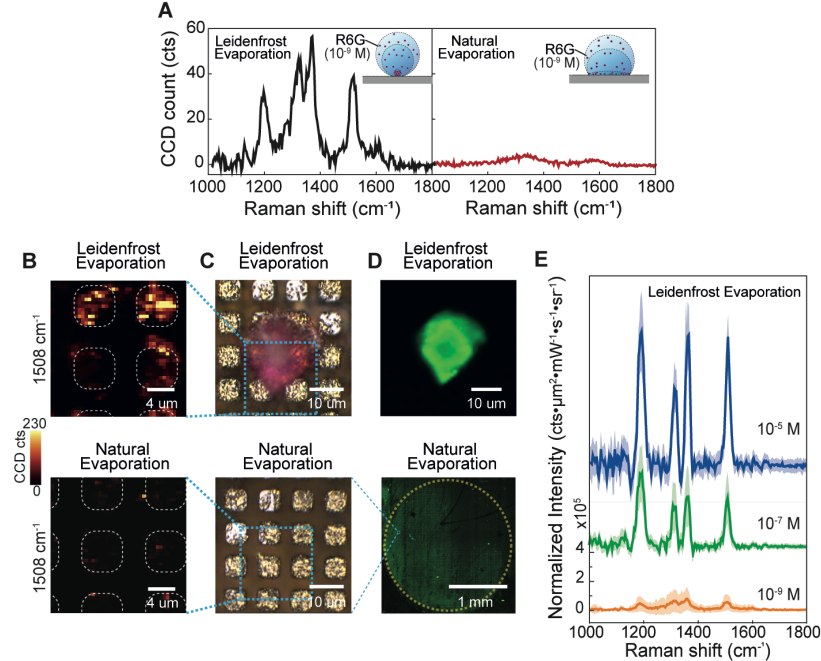 A
CCD count (cts)
60
40
20
0
Leidenfrost
Evaporation
R6G
(10⁻⁹ M)
Natural
Evaporation
R6G
(10⁻⁹ M)
1000 1200 1400 1600 1800 1200 1400 1600 1800
Raman shift (cm⁻¹) Raman shift (cm⁻¹)
B
Leidenfrost
Evaporation
1508 cm⁻¹
4 um
C
Leidenfrost
Evaporation
10 um
D
Leidenfrost
Evaporation
10 um
CCD cts
230
0
Natural
Evaporation
1508 cm⁻¹
4 um
Natural
Evaporation
10 um
Natural
Evaporation
1 mm
E
Normalized Intensity (cts•µm²•mW⁻¹•s⁻¹•sr⁻¹)
x10⁵
Leidenfrost Evaporation
10⁻⁵ M
10⁻⁷ M
10⁻⁹ M
4
2
0
1000 1200 1400 1600 1800
Raman shift (cm⁻¹)